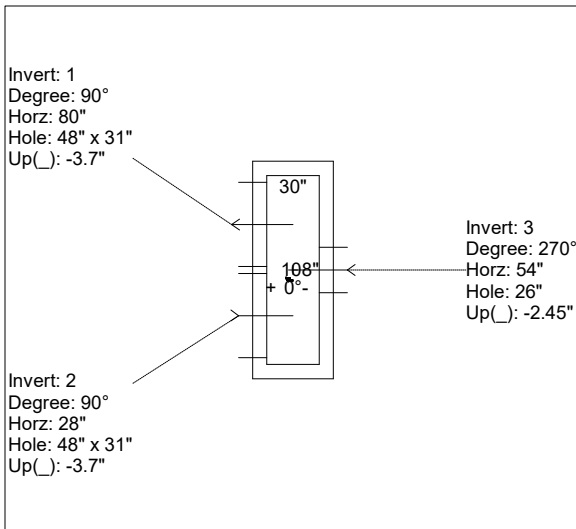 Invert: 1
Degree: 90°
Horz: 80"
Hole: 48" x 31"
Up(_): -3.7"
30"
108"
+ 0°-
Invert: 3
Degree: 270°
Horz: 54"
Hole: 26"
Up(_): -2.45"
Invert: 2
Degree: 90°
Horz: 28"
Hole: 48" x 31"
Up(_): -3.7"